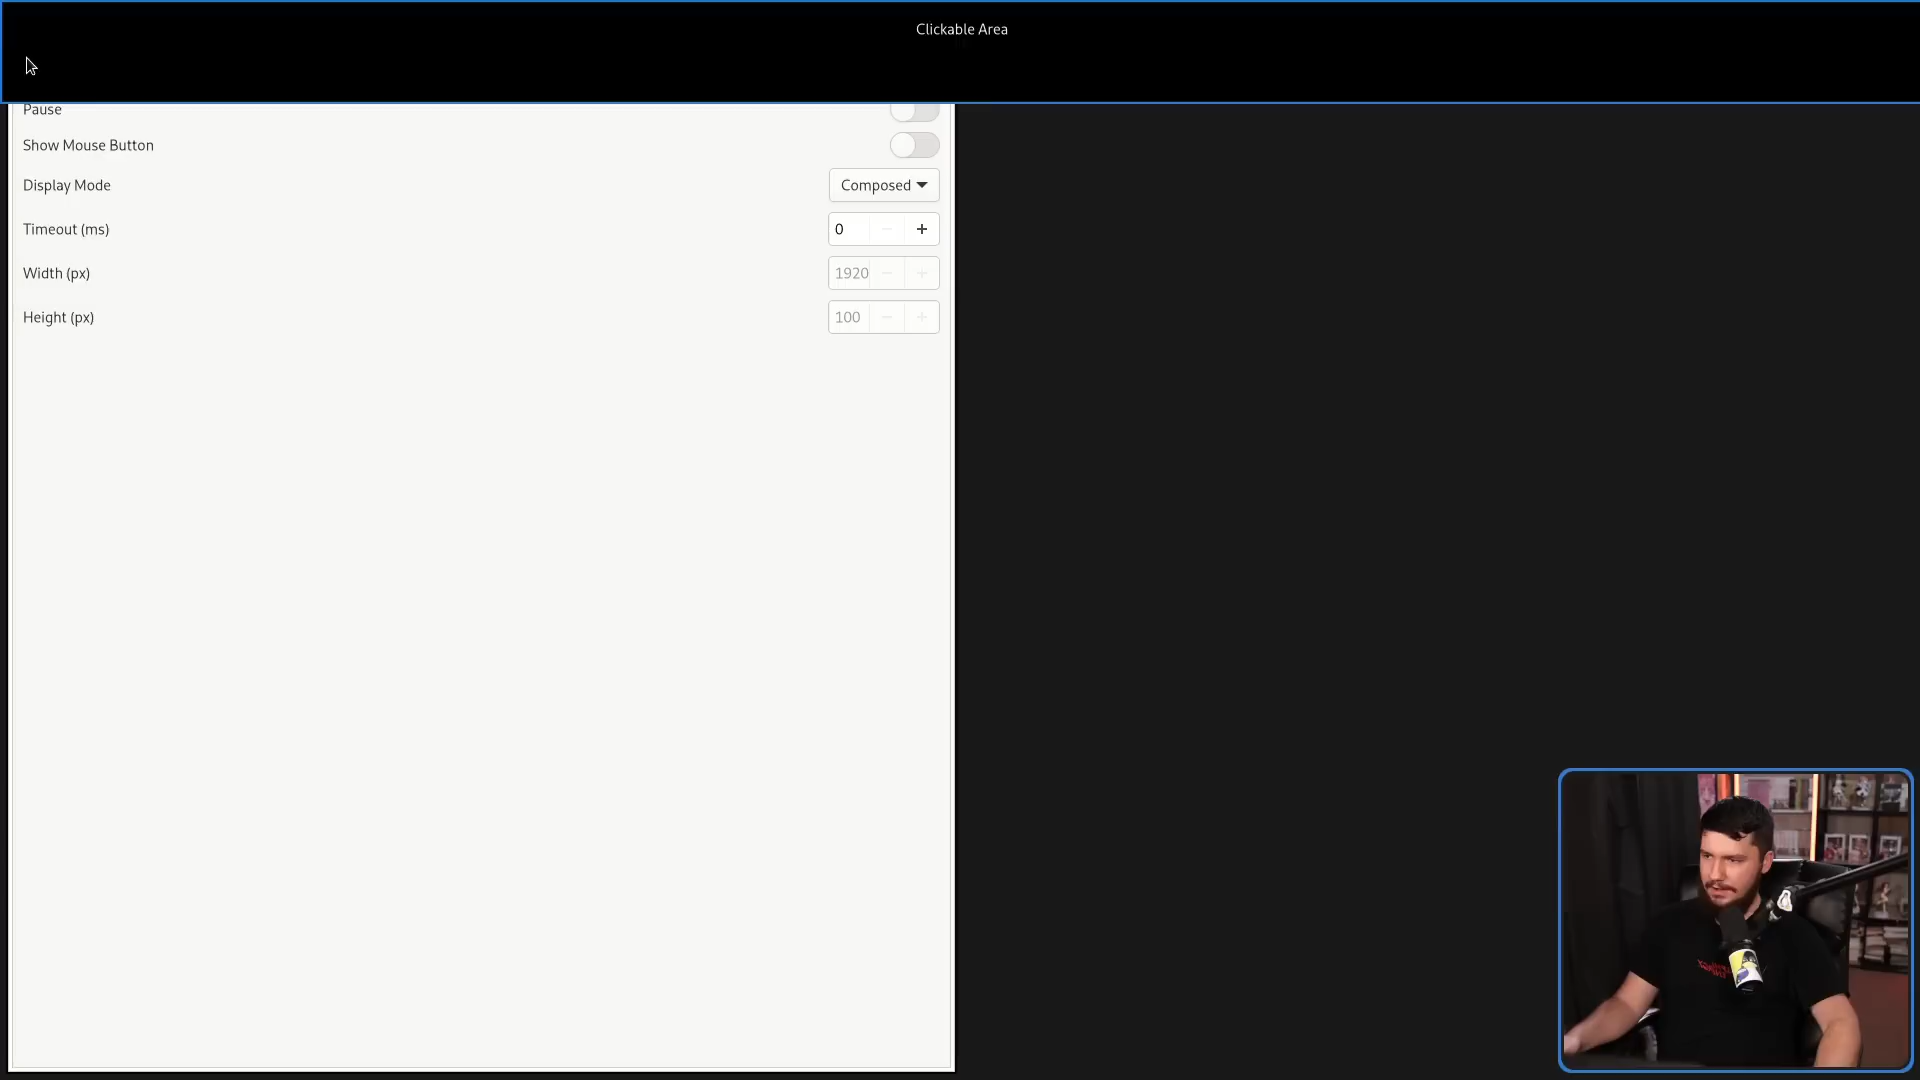 Clickable Area
Pause
Show Mouse Button
Display Mode Composed
Timeout (ms) 0 − +
Width (px) 1920 − +
Height (px) 100 − +